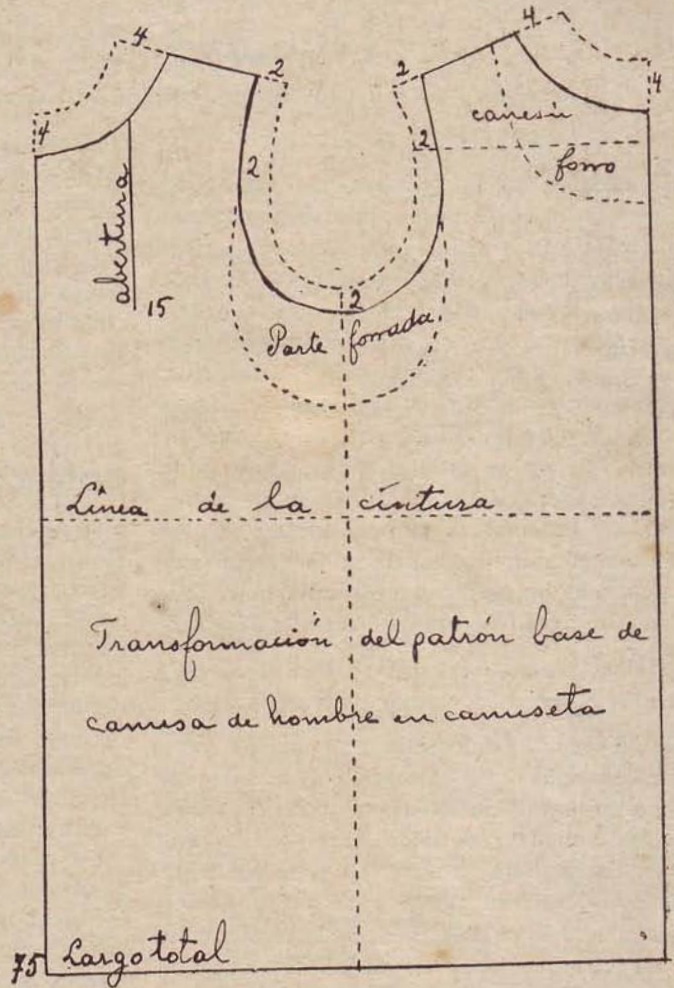 4
4
2
2
4
4
4
2
canesú
2
forro
abertura
15
2
Parte forrada
Línea de la cintura
Transformación del patrón base de
camisa de hombre en camiseta
75 Largo total